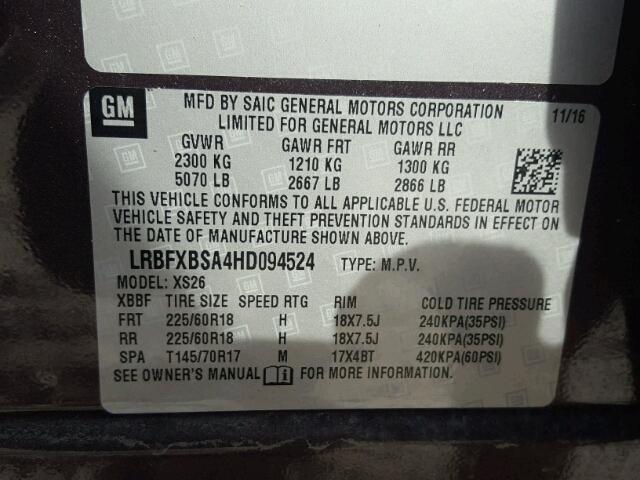 GM
MFD BY SAIC GENERAL MOTORS CORPORATION 11/16
LIMITED FOR GENERAL MOTORS LLC
GVWR GAWR FRT GAWR RR
2300 KG 1210 KG 1300 KG
5070 LB 2667 LB 2866 LB
THIS VEHICLE CONFORMS TO ALL APPLICABLE U.S. FEDERAL MOTOR
VEHICLE SAFETY AND THEFT PREVENTION STANDARDS IN EFFECT ON
THE DATE OF MANUFACTURE SHOWN ABOVE.
LRBFXBSA4HD094524 TYPE: M.P.V.
MODEL: XS26
XBBF TIRE SIZE SPEED RTG RIM COLD TIRE PRESSURE
FRT 225/60R18 H 18X7.5J 240KPA(35PSI)
RR 225/60R18 H 18X7.5J 240KPA(35PSI)
SPA T145/70R17 M 17X4BT 420KPA(60PSI)
SEE OWNER'S MANUAL i FOR MORE INFORMATION.